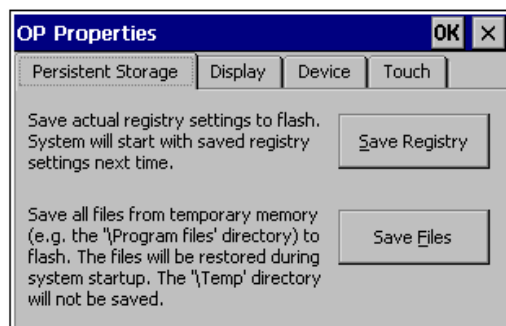 OP Properties OK ×
Persistent Storage Display Device Touch
Save actual registry settings to flash.
System will start with saved registry
settings next time.
Save Registry
Save all files from temporary memory
(e.g. the '\Program files' directory) to
flash. The files will be restored during
system startup. The '\Temp' directory
will not be saved.
Save Files